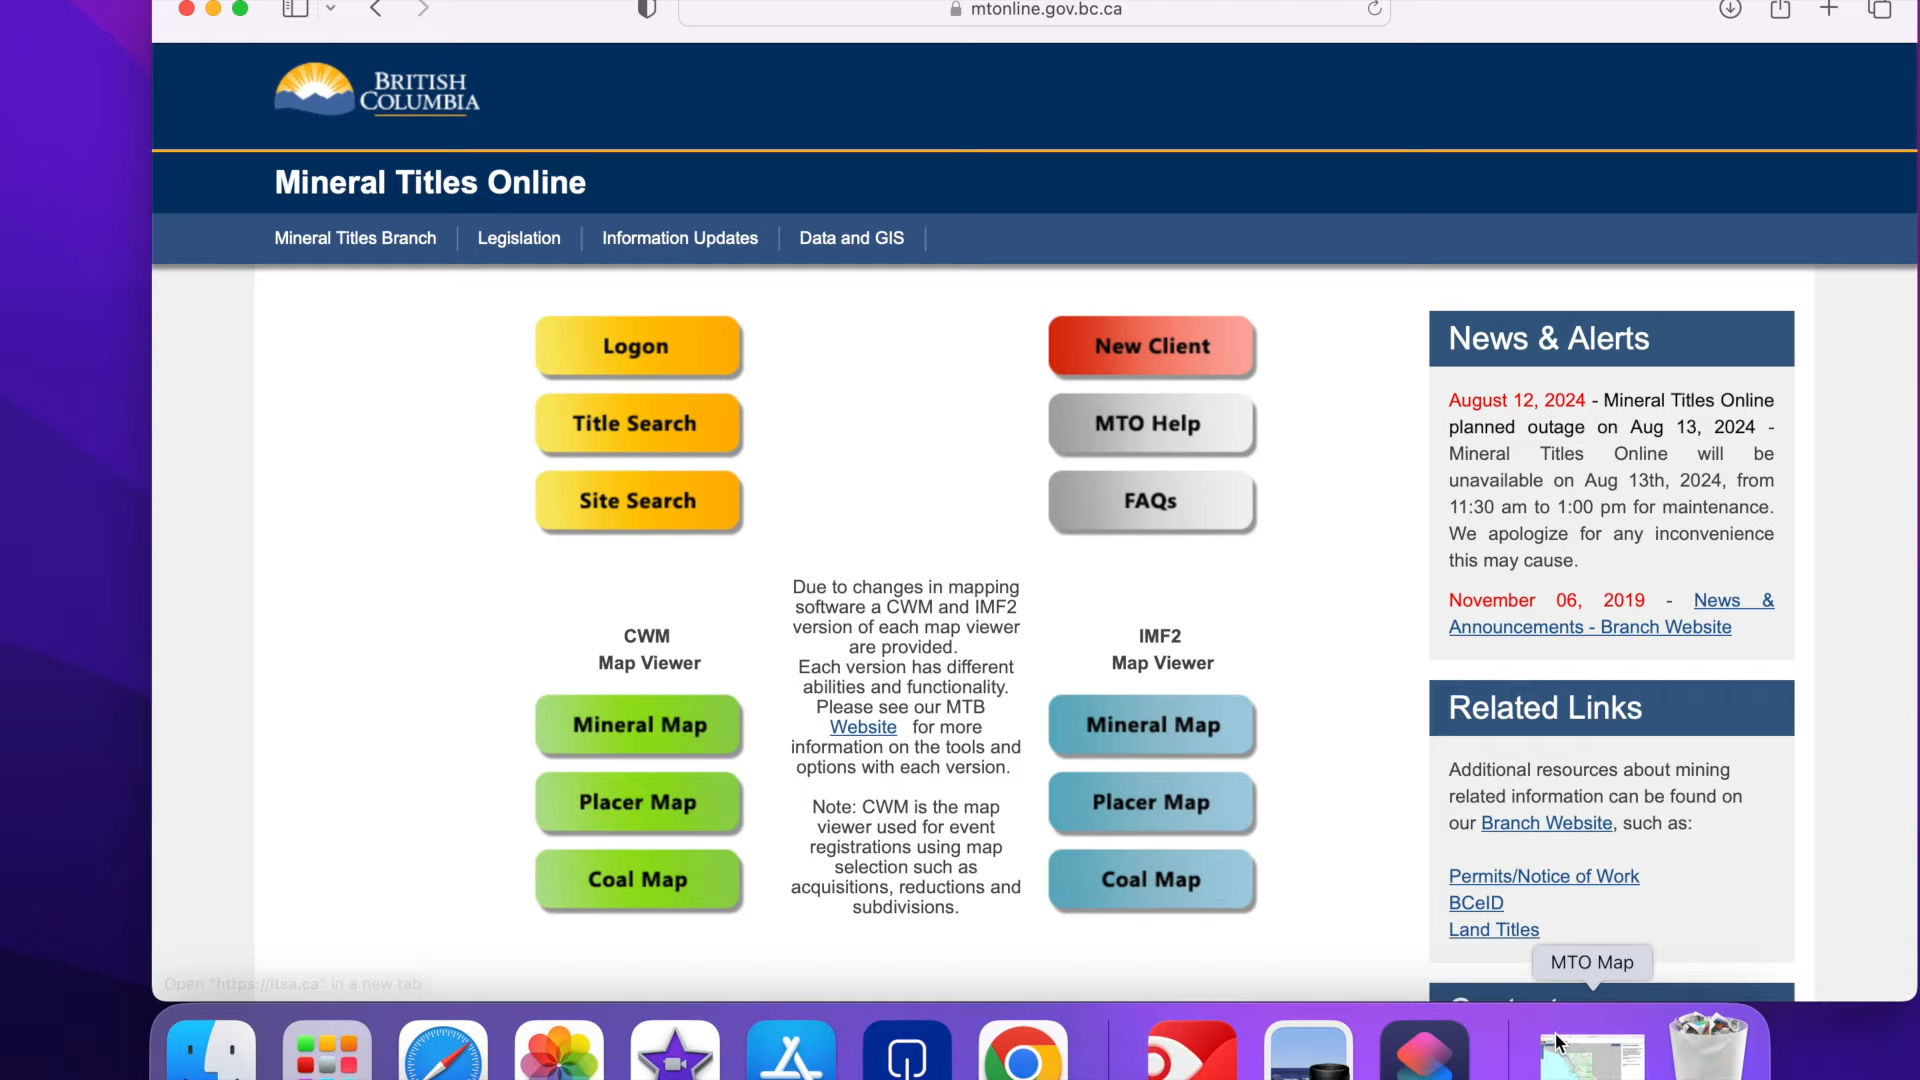 mtonline.gov.bc.ca
BRITISH
COLUMBIA
Mineral Titles Online
Mineral Titles Branch
Legislation
Information Updates
Data and GIS
Logon
Title Search
Site Search
New Client
MTO Help
FAQs
CWM
Map Viewer
Mineral Map
Placer Map
Coal Map
Due to changes in mapping
software a CWM and IMF2
version of each map viewer
are provided.
Each version has different
abilities and functionality.
Please see our MTB
Website for more
information on the tools and
options with each version.
Note: CWM is the map
viewer used for event
registrations using map
selection such as
acquisitions, reductions and
subdivisions.
IMF2
Map Viewer
Mineral Map
Placer Map
Coal Map
News & Alerts
August 12, 2024 - Mineral Titles Online
planned outage on Aug 13, 2024 -
Mineral Titles Online will be
unavailable on Aug 13th, 2024, from
11:30 am to 1:00 pm for maintenance.
We apologize for any inconvenience
this may cause.
November 06, 2019 - News &
Announcements - Branch Website
Related Links
Additional resources about mining
related information can be found on
our Branch Website, such as:
Permits/Notice of Work
BCeID
Land Titles
MTO Map
Open "https://ltsa.ca" in a new tab